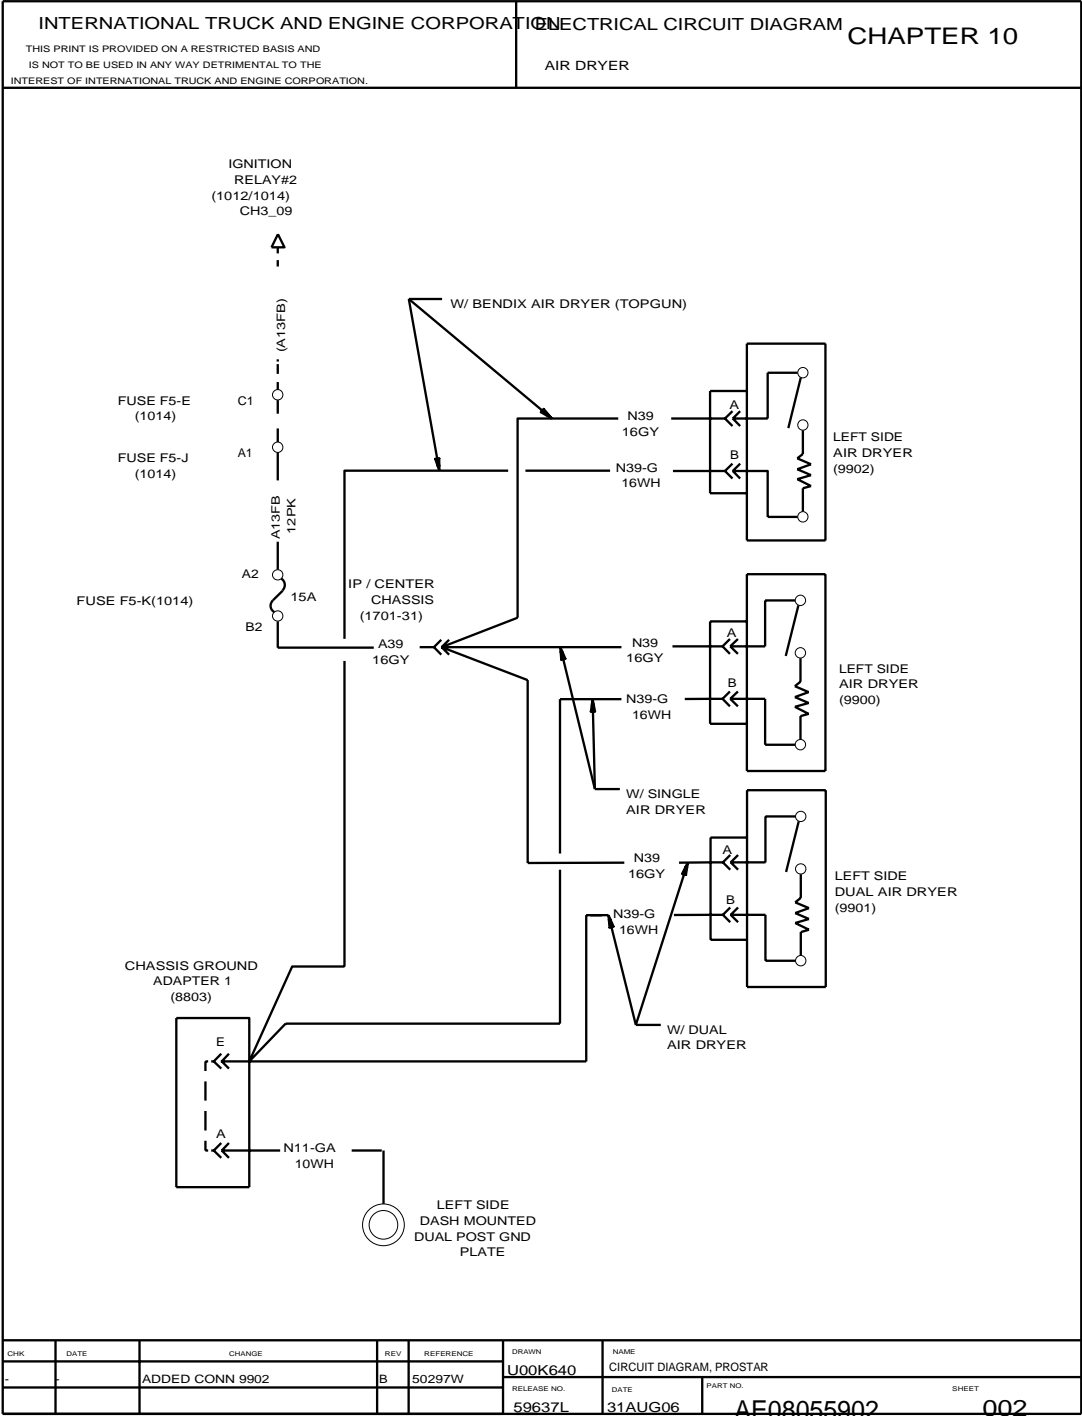 INTERNATIONAL TRUCK AND ENGINE CORPORATION
THIS PRINT IS PROVIDED ON A RESTRICTED BASIS AND
IS NOT TO BE USED IN ANY WAY DETRIMENTAL TO THE
INTEREST OF INTERNATIONAL TRUCK AND ENGINE CORPORATION.
ELECTRICAL CIRCUIT DIAGRAM
AIR DRYER
CHAPTER 10
IGNITION
RELAY#2
(1012/1014)
CH3_09
(A13FB)
W/ BENDIX AIR DRYER (TOPGUN)
FUSE F5-E
(1014)
C1
FUSE F5-J
(1014)
A1
A13FB
12PK
A2
FUSE F5-K(1014)
15A
B2
IP / CENTER
CHASSIS
(1701-31)
A39
16GY
N39
16GY
A
N39-G
16WH
B
LEFT SIDE
AIR DRYER
(9902)
N39
16GY
A
N39-G
16WH
B
LEFT SIDE
AIR DRYER
(9900)
W/ SINGLE
AIR DRYER
N39
16GY
A
N39-G
16WH
B
LEFT SIDE
DUAL AIR DRYER
(9901)
W/ DUAL
AIR DRYER
CHASSIS GROUND
ADAPTER 1
(8803)
E
A
N11-GA
10WH
LEFT SIDE
DASH MOUNTED
DUAL POST GND
PLATE
CHK DATE CHANGE REV REFERENCE
- - ADDED CONN 9902 B 50297W
DRAWN
U00K640
NAME
CIRCUIT DIAGRAM, PROSTAR
RELEASE NO.
59637L
DATE
31AUG06
PART NO.
AE08055902
SHEET
002